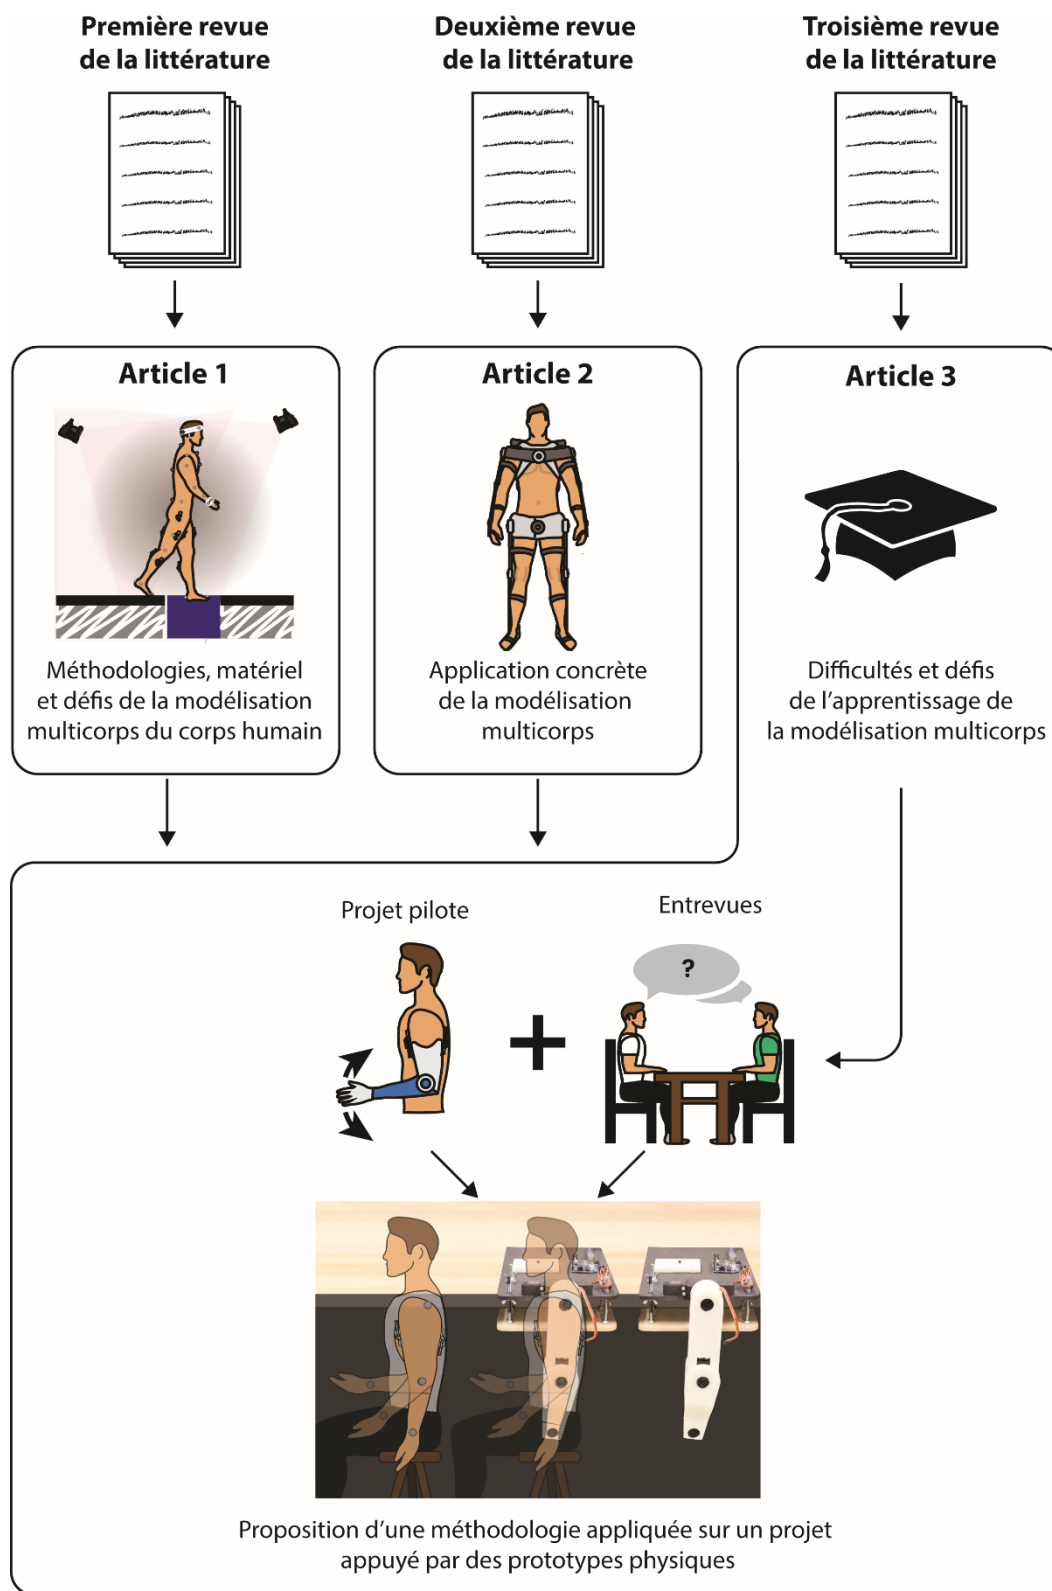 Première revue
de la littérature
Deuxième revue
de la littérature
Troisième revue
de la littérature
Article 1
Méthodologies, matériel
et défis de la modélisation
multicorps du corps humain
Article 2
Application concrète
de la modélisation
multicorps
Article 3
Difficultés et défis
de l'apprentissage de
la modélisation multicorps
Projet pilote
Entrevues
?
Proposition d'une méthodologie appliquée sur un projet
appuyé par des prototypes physiques